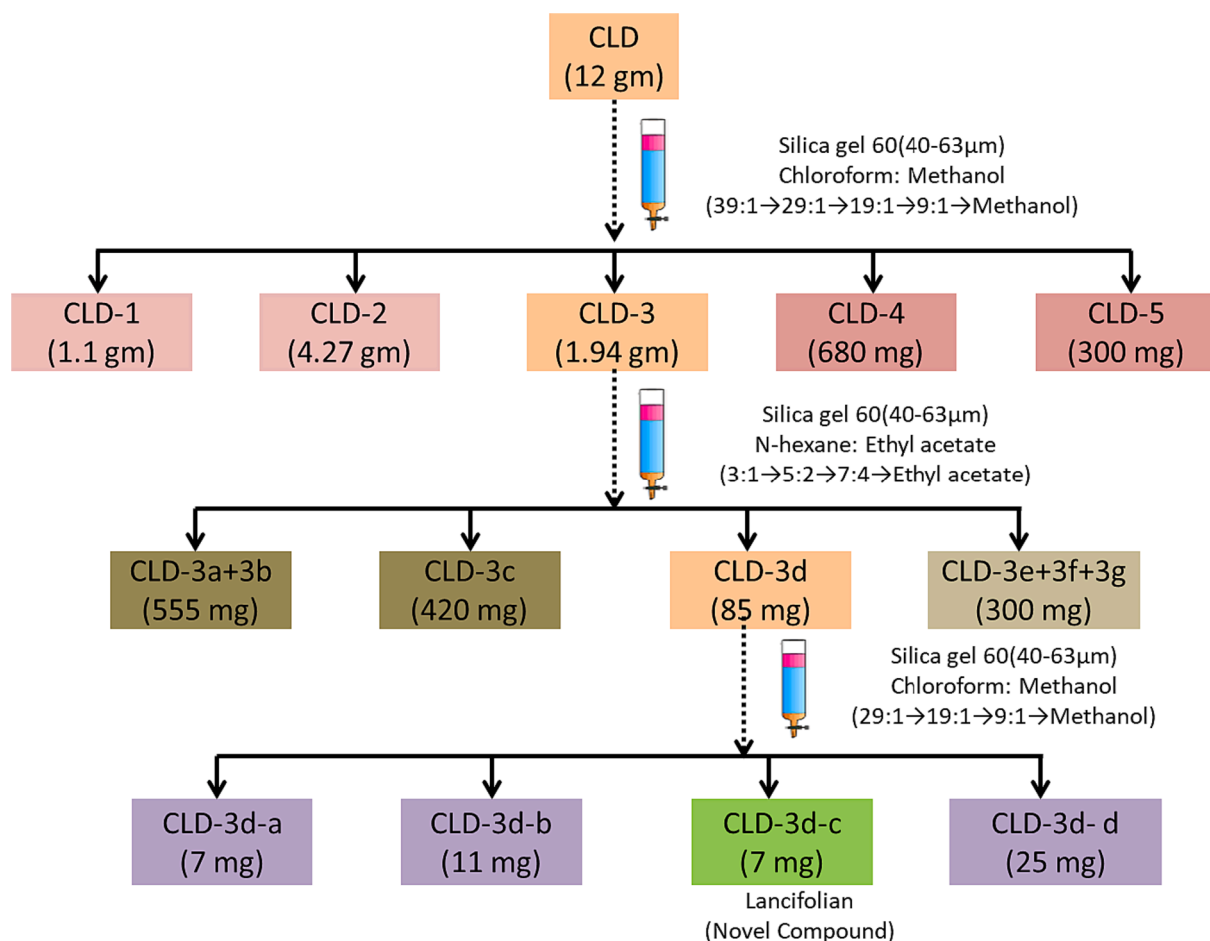 CLD
(12 gm)
Silica gel 60(40-63µm)
Chloroform: Methanol
(39:1→29:1→19:1→9:1→Methanol)
CLD-1
(1.1 gm)
CLD-2
(4.27 gm)
CLD-3
(1.94 gm)
CLD-4
(680 mg)
CLD-5
(300 mg)
Silica gel 60(40-63µm)
N-hexane: Ethyl acetate
(3:1→5:2→7:4→Ethyl acetate)
CLD-3a+3b
(555 mg)
CLD-3c
(420 mg)
CLD-3d
(85 mg)
CLD-3e+3f+3g
(300 mg)
Silica gel 60(40-63µm)
Chloroform: Methanol
(29:1→19:1→9:1→Methanol)
CLD-3d-a
(7 mg)
CLD-3d-b
(11 mg)
CLD-3d-c
(7 mg)
CLD-3d- d
(25 mg)
Lancifolian
(Novel Compound)